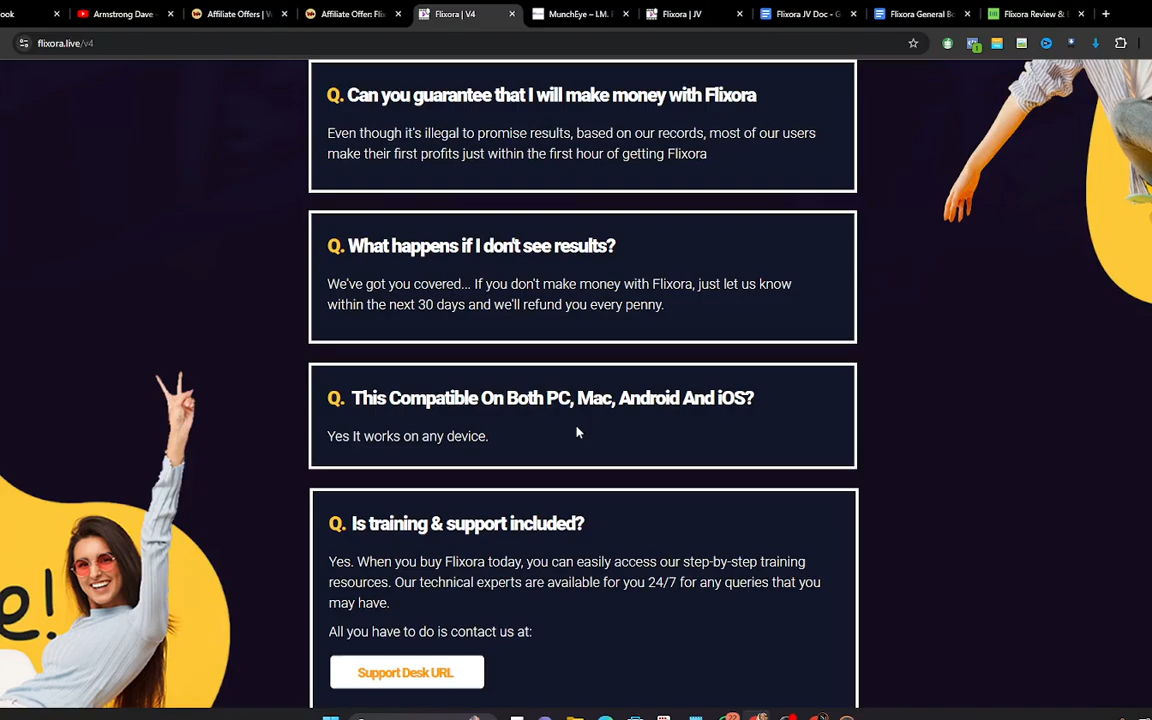 ook
Armstrong Dave -
Affiliate Offers | V
Affiliate Offer: Flix
Flixora | V4
MunchEye – I.M. F
Flixora | JV
Flixora JV Doc - G
Flixora General Bo
Flixora Review & B
flixora.live/v4
Q. Can you guarantee that I will make money with Flixora
Even though it's illegal to promise results, based on our records, most of our users
make their first profits just within the first hour of getting Flixora
Q. What happens if I don't see results?
We've got you covered... If you don't make money with Flixora, just let us know
within the next 30 days and we'll refund you every penny.
Q. This Compatible On Both PC, Mac, Android And iOS?
Yes It works on any device.
e!
Q. Is training & support included?
Yes. When you buy Flixora today, you can easily access our step-by-step training
resources. Our technical experts are available for you 24/7 for any queries that you
may have.
All you have to do is contact us at:
Support Desk URL